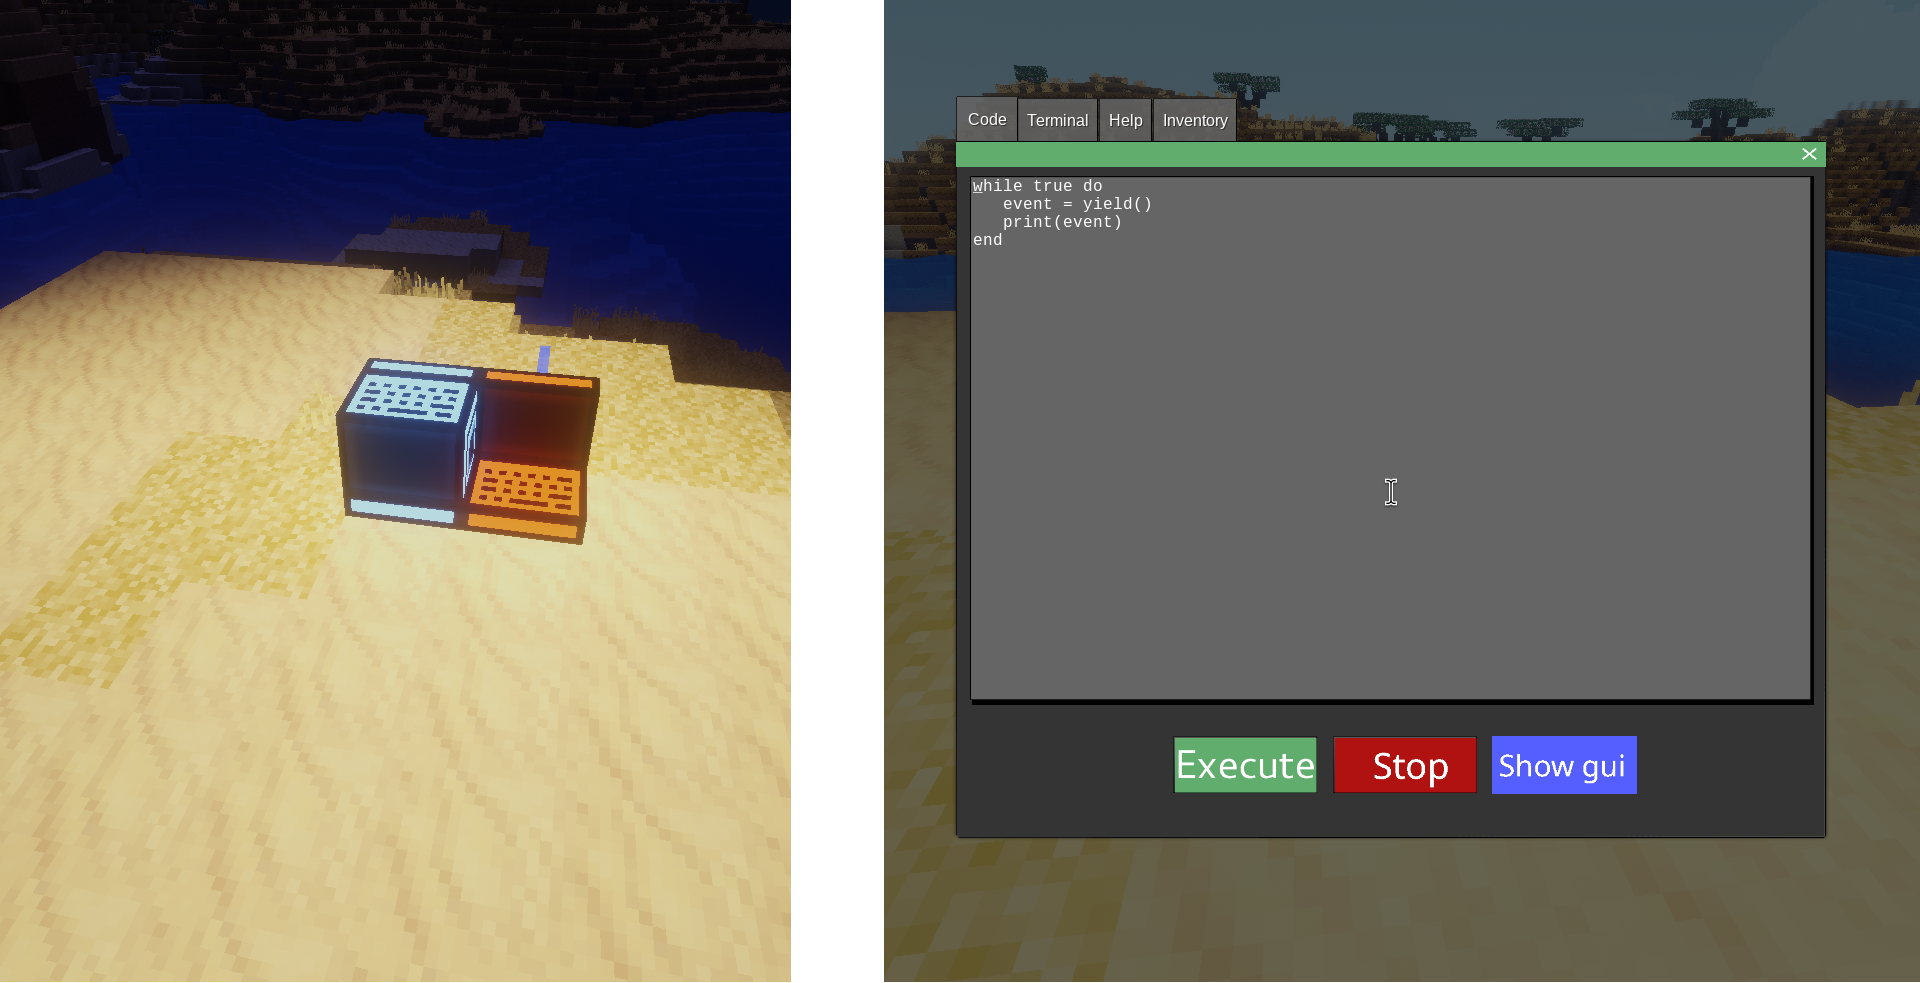 Code Terminal Help Inventory
while true do
   event = yield()
   print(event)
end
Execute Stop Show gui